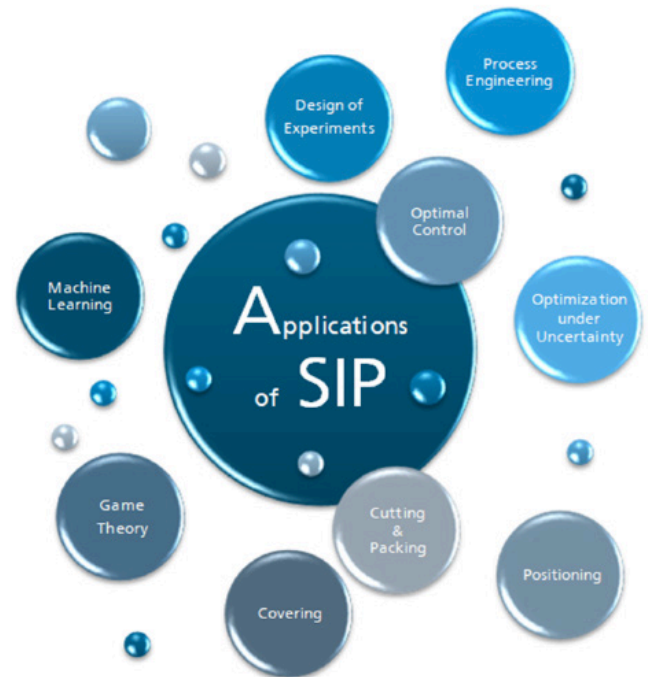 Process
Engineering
Design of
Experiments
Optimal
Control
Machine
Learning
Optimization
under
Uncertainty
Applications
of SIP
Game
Theory
Cutting
&
Packing
Positioning
Covering